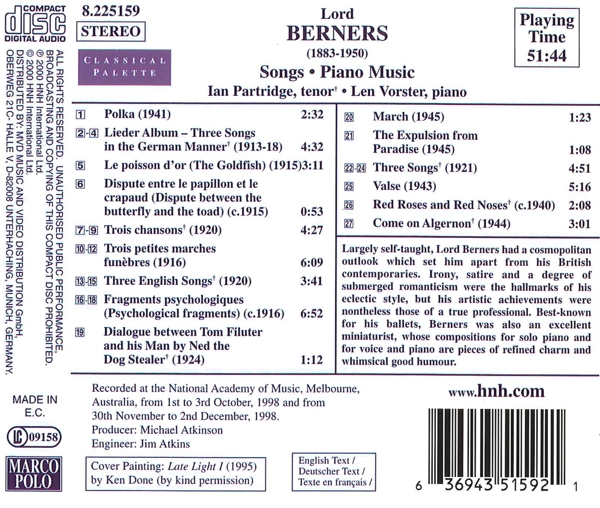 COMPACT
disc
DIGITAL AUDIO
8.225159
STEREO
CLASSICAL
PALETTE
Lord
BERNERS
(1883-1950)
Songs • Piano Music
Ian Partridge, tenor† • Len Vorster, piano
Playing
Time
51:44
1 Polka (1941) 2:32
2-4 Lieder Album – Three Songs
in the German Manner† (1913-18) 4:32
5 Le poisson d'or (The Goldfish) (1915) 3:11
6 Dispute entre le papillon et le
crapaud (Dispute between the
butterfly and the toad) (c.1915) 0:53
7-9 Trois chansons† (1920) 4:27
10-12 Trois petites marches
funèbres (1916) 6:09
13-15 Three English Songs† (1920) 3:41
16-18 Fragments psychologiques
(Psychological fragments) (c.1916) 6:52
19 Dialogue between Tom Filuter
and his Man by Ned the
Dog Stealer† (1924) 1:12
20 March (1945) 1:23
21 The Expulsion from
Paradise (1945) 1:08
22-24 Three Songs† (1921) 4:51
25 Valse (1943) 5:16
26 Red Roses and Red Noses† (c.1940) 2:08
27 Come on Algernon† (1944) 3:01
Largely self-taught, Lord Berners had a cosmopolitan
outlook which set him apart from his British
contemporaries. Irony, satire and a degree of
submerged romanticism were the hallmarks of his
eclectic style, but his artistic achievements were
nonetheless those of a true professional. Best-known
for his ballets, Berners was also an excellent
miniaturist, whose compositions for solo piano and
for voice and piano are pieces of refined charm and
whimsical good humour.
Recorded at the National Academy of Music, Melbourne,
Australia, from 1st to 3rd October, 1998 and from
30th November to 2nd December, 1998.
Producer: Michael Atkinson
Engineer: Jim Atkins
Cover Painting: Late Light I (1995)
by Ken Done (by kind permission)
English Text /
Deutscher Text /
Texte en français /
www.hnh.com
6 36943 51592 1
ALL RIGHTS RESERVED. UNAUTHORISED PUBLIC PERFORMANCE,
BROADCASTING AND COPYING OF THIS COMPACT DISC PROHIBITED.
℗ 2000 HNH International Ltd.
© 2000 HNH International Ltd.
DISTRIBUTED BY: MVD MUSIC AND VIDEO DISTRIBUTION GmbH,
OBERWEG 21C- HALLE V, D-82008 UNTERHACHING, MUNICH, GERMANY.
MADE IN
E.C.
LC 09158
MARCO
POLO